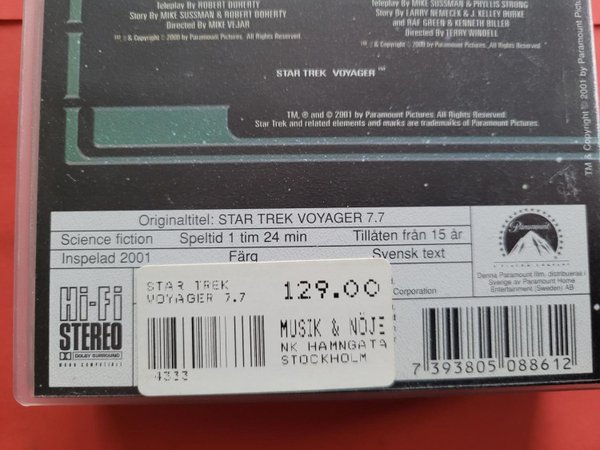 Teleplay by ROBERT DOHERTY
Story By MIKE SUSSMAN & ROBERT DOHERTY
Directed By MIKE VEJAR
™ & Copyright © 2000 by Paramount Pictures. All Rights Reserved.
Teleplay By MIKE SUSSMAN & PHYLLIS STRONG
Story By LARRY NEMECEK & J. KELLEY BURKE
and RAF GREEN & KENNETH BILLER
Directed By TERRY WINDELL
™ & Copyright © 2001 by Paramount Pictures. All Rights Reserved.
STAR TREK VOYAGER ™
TM, ® and © 2001 by Paramount Pictures. All Rights Reserved.
Star Trek and related elements and marks are trademarks of Paramount Pictures.
TM & Copyright © 2001 by Paramount
Originaltitel: STAR TREK VOYAGER 7.7
Science fiction Speltid 1 tim 24 min Tillåten från 15 år
Inspelad 2001 Färg Svensk text
Paramount
Denna Paramount film, distribueras i
Sverige av Paramount Home
Entertainment (Sweden) AB
Corporation
Hi-Fi
STEREO
DOLBY SURROUND
MONO COMPATIBLE
STAR TREK
VOYAGER 7.7
129.00
MUSIK & NÖJE
NK HAMNGATA
STOCKHOLM
4333
7 393805 088612